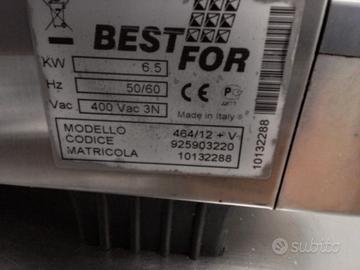 BEST FOR
KW 6.5
Hz 50/60
Vac 400 Vac 3N
CE
Made in Italy
MODELLO 464/12 + V
CODICE 925903220
MATRICOLA 10132288
10132288
subito